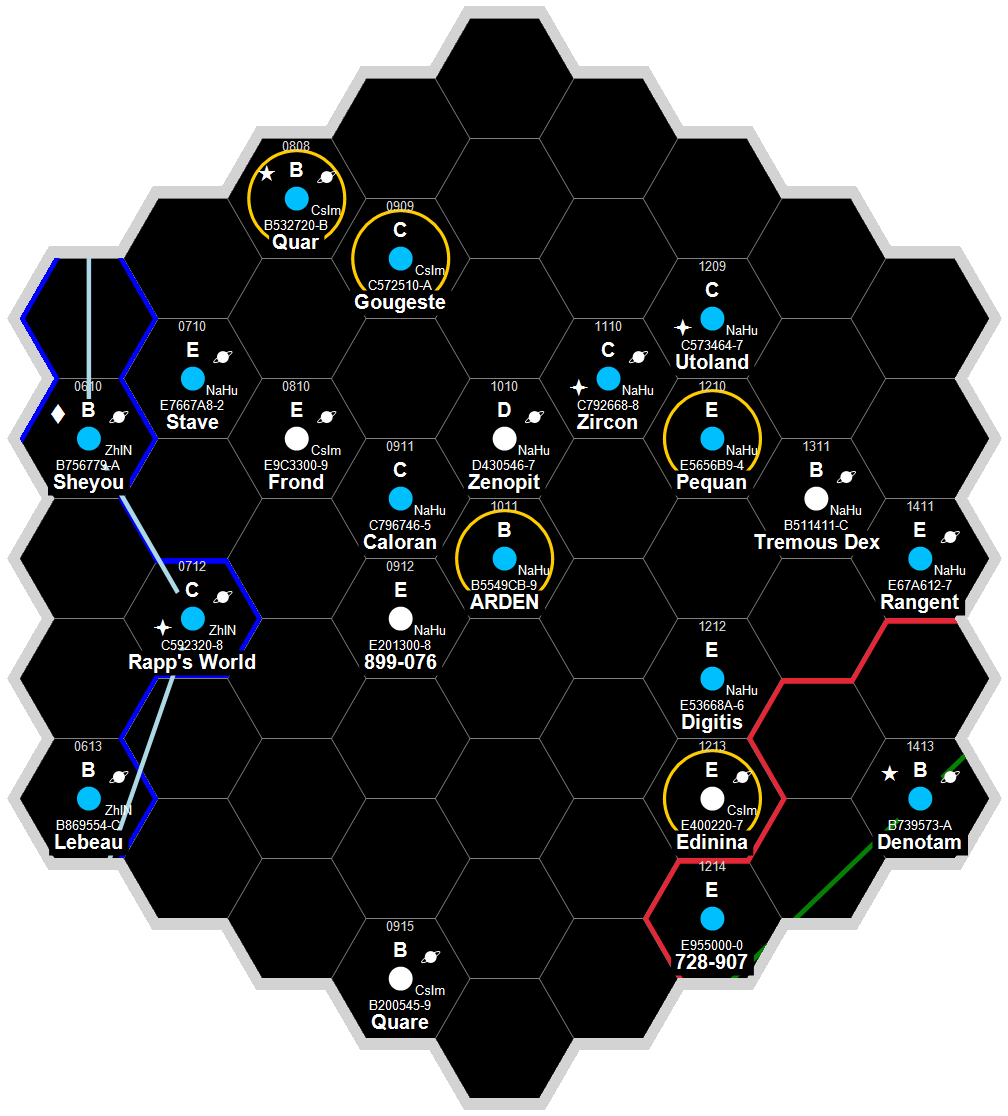 0808
B
CsIm
B532720-B
Quar
0909
C
CsIm
C572510-A
Gougeste
1209
C
NaHu
C573464-7
Utoland
0710
E
NaHu
E7667A8-2
Stave
1110
C
NaHu
C792668-8
Zircon
0610
B
ZhIN
B756779-A
Sheyou
0810
E
CsIm
E9C3300-9
Frond
1010
D
NaHu
D430546-7
Zenopit
1210
E
NaHu
E5656B9-4
Pequan
0911
C
NaHu
C796746-5
Caloran
1311
B
NaHu
B511411-C
Tremous Dex
1011
B
NaHu
B5549CB-9
ARDEN
1411
E
NaHu
E67A612-7
Rangent
0712
C
ZhIN
C592320-8
Rapp's World
0912
E
NaHu
E201300-8
899-076
1212
E
NaHu
E53668A-6
Digitis
0613
B
ZhIN
B869554-C
Lebeau
1213
E
CsIm
E400220-7
Edinina
1413
B
B739573-A
Denotam
1214
E
E955000-0
728-907
0915
B
CsIm
B200545-9
Quare